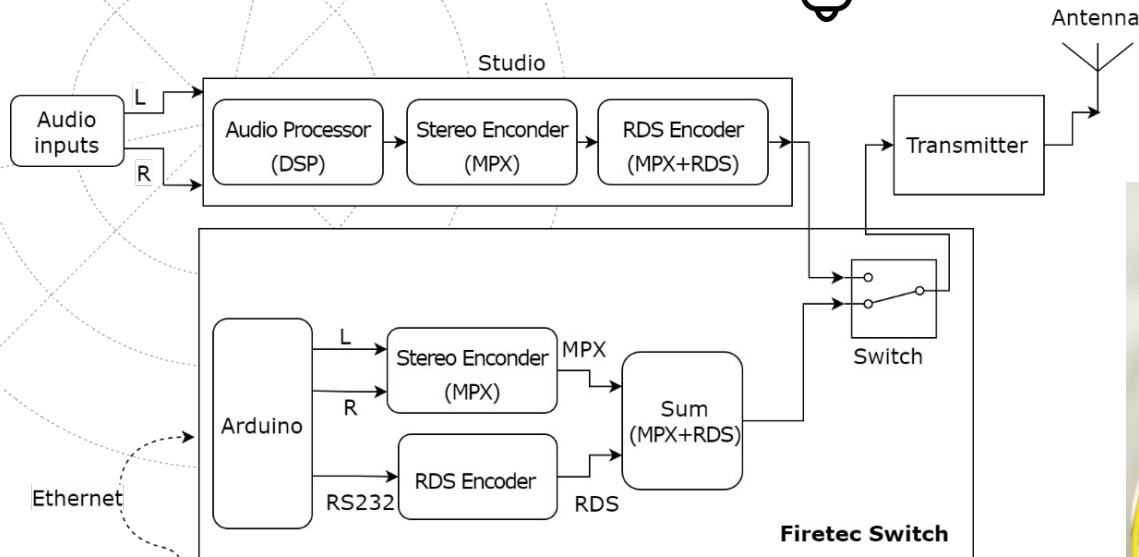 Antenna
Studio
Audio
inputs
L
R
Audio Processor
(DSP)
Stereo Enconder
(MPX)
RDS Encoder
(MPX+RDS)
Transmitter
Switch
Arduino
L
R
RS232
Stereo Enconder
(MPX)
MPX
RDS Encoder
RDS
Sum
(MPX+RDS)
Ethernet
Firetec Switch